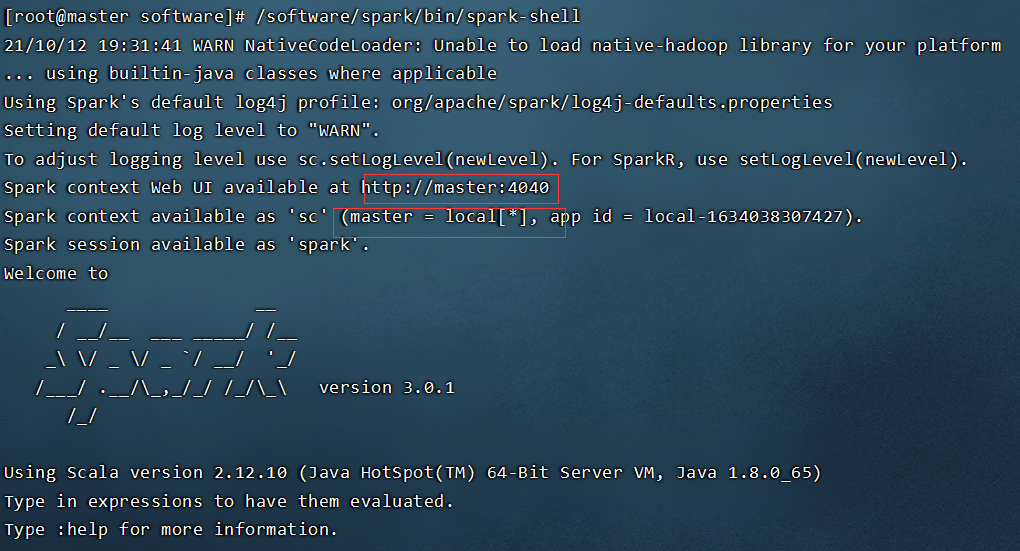 [root@master software]# /software/spark/bin/spark-shell
21/10/12 19:31:41 WARN NativeCodeLoader: Unable to load native-hadoop library for your platform
... using builtin-java classes where applicable
Using Spark's default log4j profile: org/apache/spark/log4j-defaults.properties
Setting default log level to "WARN".
To adjust logging level use sc.setLogLevel(newLevel). For SparkR, use setLogLevel(newLevel).
Spark context Web UI available at http://master:4040
Spark context available as 'sc' (master = local[*], app id = local-1634038307427).
Spark session available as 'spark'.
Welcome to
      ____              __
     / __/__  ___ _____/ /__
    _\ \/ _ \/ _ `/ __/  '_/
   /___/ .__/\_,_/_/ /_/\_\   version 3.0.1
      /_/
Using Scala version 2.12.10 (Java HotSpot(TM) 64-Bit Server VM, Java 1.8.0_65)
Type in expressions to have them evaluated.
Type :help for more information.